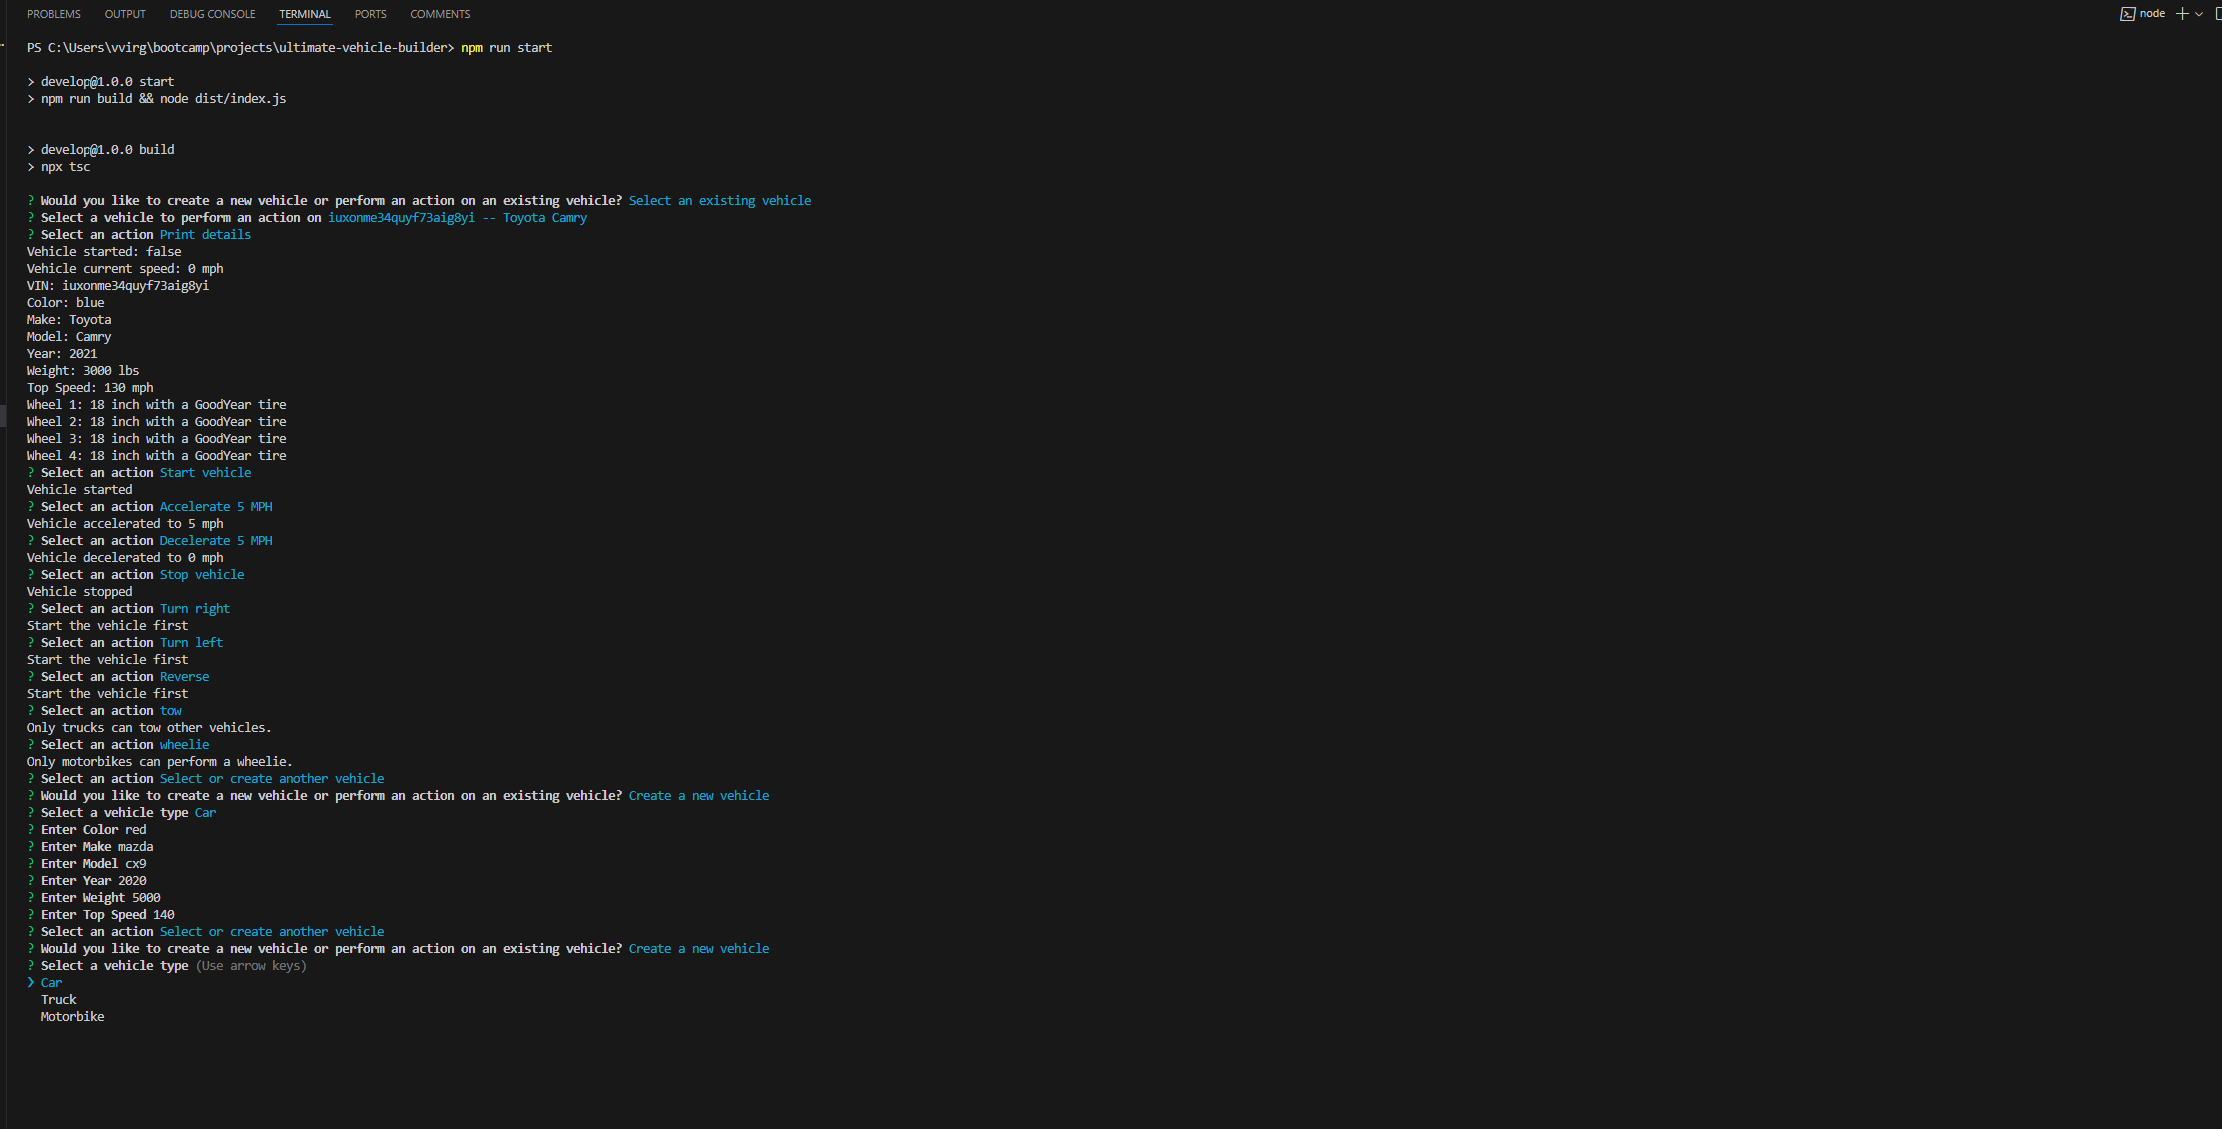 PROBLEMS OUTPUT DEBUG CONSOLE TERMINAL PORTS COMMENTS node
PS C:\Users\vvirg\bootcamp\projects\ultimate-vehicle-builder> npm run start
> develop@1.0.0 start
> npm run build && node dist/index.js
> develop@1.0.0 build
> npx tsc
? Would you like to create a new vehicle or perform an action on an existing vehicle? Select an existing vehicle
? Select a vehicle to perform an action on iuxonme34quyf73aig8yi -- Toyota Camry
? Select an action Print details
Vehicle started: false
Vehicle current speed: 0 mph
VIN: iuxonme34quyf73aig8yi
Color: blue
Make: Toyota
Model: Camry
Year: 2021
Weight: 3000 lbs
Top Speed: 130 mph
Wheel 1: 18 inch with a GoodYear tire
Wheel 2: 18 inch with a GoodYear tire
Wheel 3: 18 inch with a GoodYear tire
Wheel 4: 18 inch with a GoodYear tire
? Select an action Start vehicle
Vehicle started
? Select an action Accelerate 5 MPH
Vehicle accelerated to 5 mph
? Select an action Decelerate 5 MPH
Vehicle decelerated to 0 mph
? Select an action Stop vehicle
Vehicle stopped
? Select an action Turn right
Start the vehicle first
? Select an action Turn left
Start the vehicle first
? Select an action Reverse
Start the vehicle first
? Select an action tow
Only trucks can tow other vehicles.
? Select an action wheelie
Only motorbikes can perform a wheelie.
? Select an action Select or create another vehicle
? Would you like to create a new vehicle or perform an action on an existing vehicle? Create a new vehicle
? Select a vehicle type Car
? Enter Color red
? Enter Make mazda
? Enter Model cx9
? Enter Year 2020
? Enter Weight 5000
? Enter Top Speed 140
? Select an action Select or create another vehicle
? Would you like to create a new vehicle or perform an action on an existing vehicle? Create a new vehicle
? Select a vehicle type (Use arrow keys)
❯ Car
Truck
Motorbike